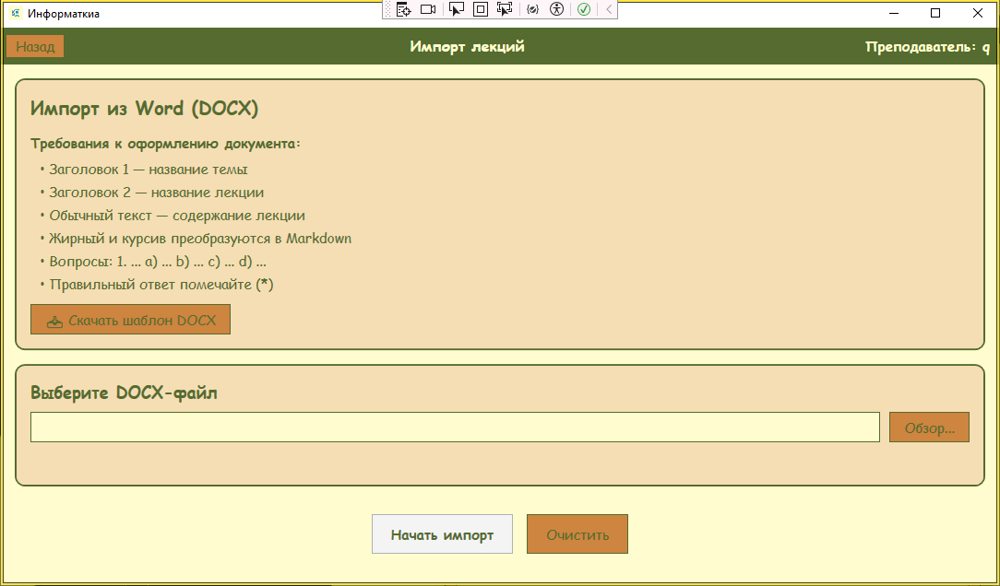 Информаткиа
Назад
Импорт лекций
Преподаватель: q
Импорт из Word (DOCX)
Требования к оформлению документа:
• Заголовок 1 — название темы
• Заголовок 2 — название лекции
• Обычный текст — содержание лекции
• Жирный и курсив преобразуются в Markdown
• Вопросы: 1. ... a) ... b) ... c) ... d) ...
• Правильный ответ помечайте (*)
Скачать шаблон DOCX
Выберите DOCX-файл
Обзор...
Начать импорт
Очистить